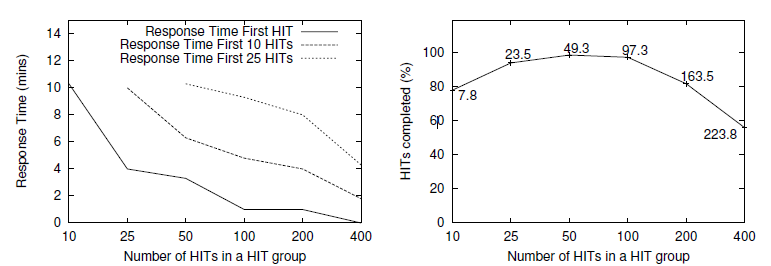 Response Time First HIT
Response Time First 10 HITs
Response Time First 25 HITs
Response Time (mins)
14
12
10
8
6
4
2
0
10 25 50 100 200 400
Number of HITs in a HIT group
HITs completed (%)
100
80
60
40
20
0
7.8
23.5
49.3
97.3
163.5
223.8
10 25 50 100 200 400
Number of HITs in a HIT group